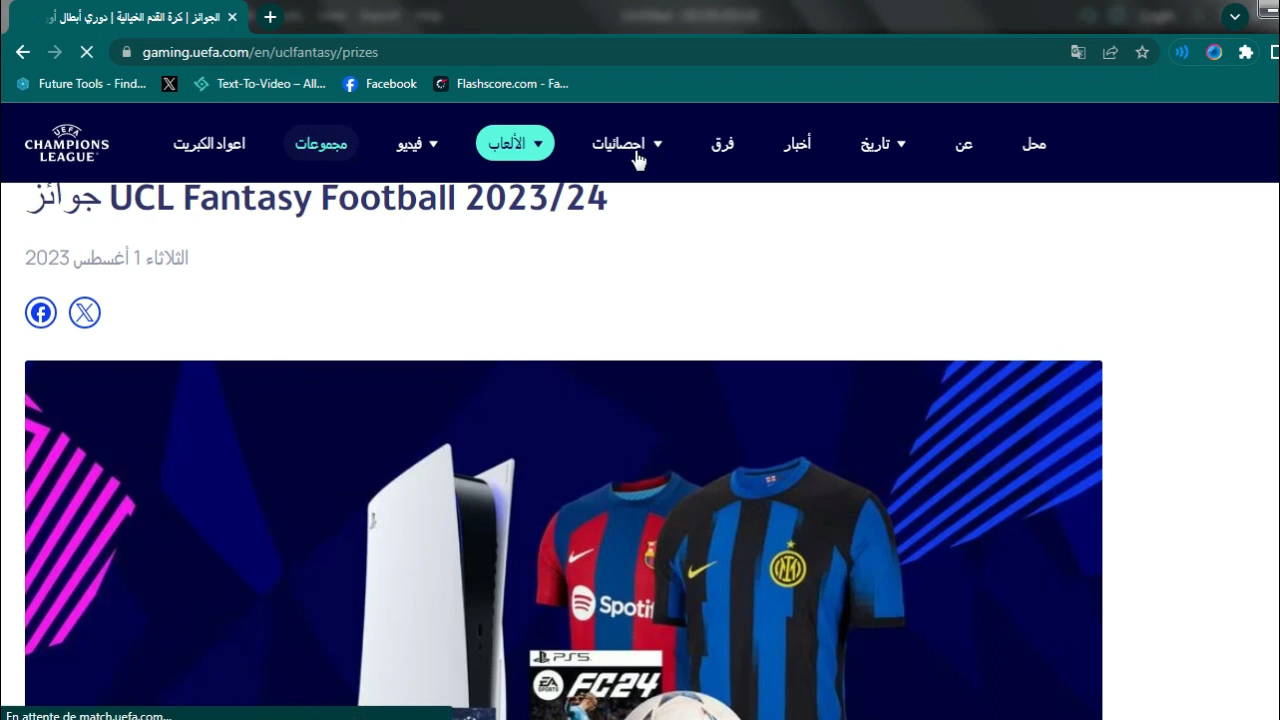 الجوائز | كرة القدم الخيالية | دوري أبطال أور
gaming.uefa.com/en/uclfantasy/prizes
Future Tools - Find... Text-To-Video – All... Facebook Flashscore.com - Fa...
UEFA
CHAMPIONS
LEAGUE
اعواد الكبريت مجموعات فيديو الألعاب احصائيات فرق أخبار تاريخ عن محل
جوائز UCL Fantasy Football 2023/24
الثلاثاء 1 أغسطس 2023
Spotif
PS5
EA SPORTS FC24
En attente de match.uefa.com...